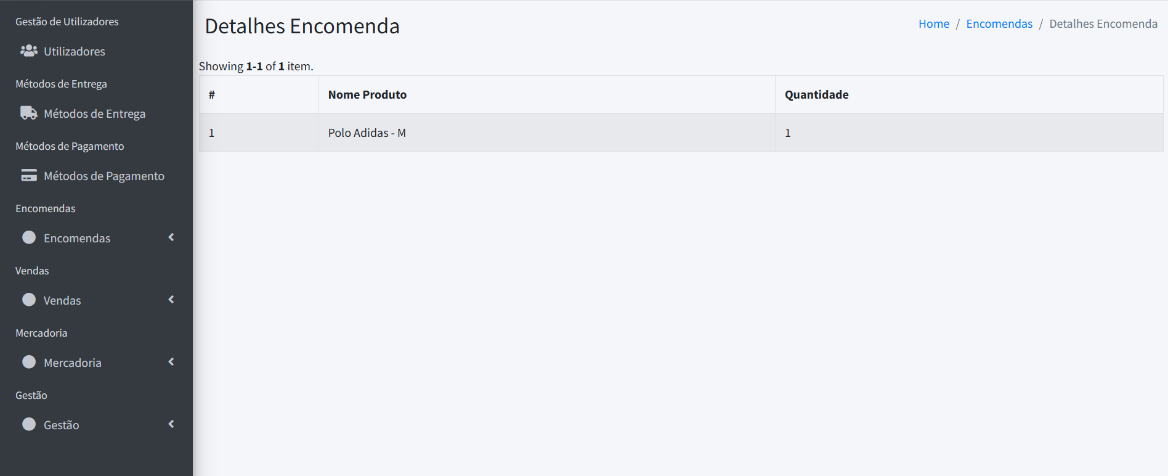 Gestão de Utilizadores
Utilizadores
Métodos de Entrega
Métodos de Entrega
Métodos de Pagamento
Métodos de Pagamento
Encomendas
Encomendas
Vendas
Vendas
Mercadoria
Mercadoria
Gestão
Gestão
Detalhes Encomenda
Home / Encomendas / Detalhes Encomenda
Showing 1-1 of 1 item.
# Nome Produto Quantidade
1 Polo Adidas - M 1